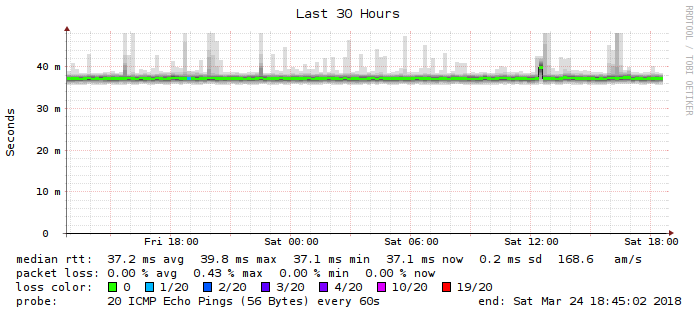 Last 30 Hours
RRDTOOL / TOBI OETIKER
Seconds
40 m
30 m
20 m
10 m
0
Fri 18:00 Sat 00:00 Sat 06:00 Sat 12:00 Sat 18:00
median rtt: 37.2 ms avg 39.8 ms max 37.1 ms min 37.1 ms now 0.2 ms sd 168.6 am/s
packet loss: 0.00 % avg 0.43 % max 0.00 % min 0.00 % now
loss color: 0 1/20 2/20 3/20 4/20 10/20 19/20
probe: 20 ICMP Echo Pings (56 Bytes) every 60s end: Sat Mar 24 18:45:02 2018